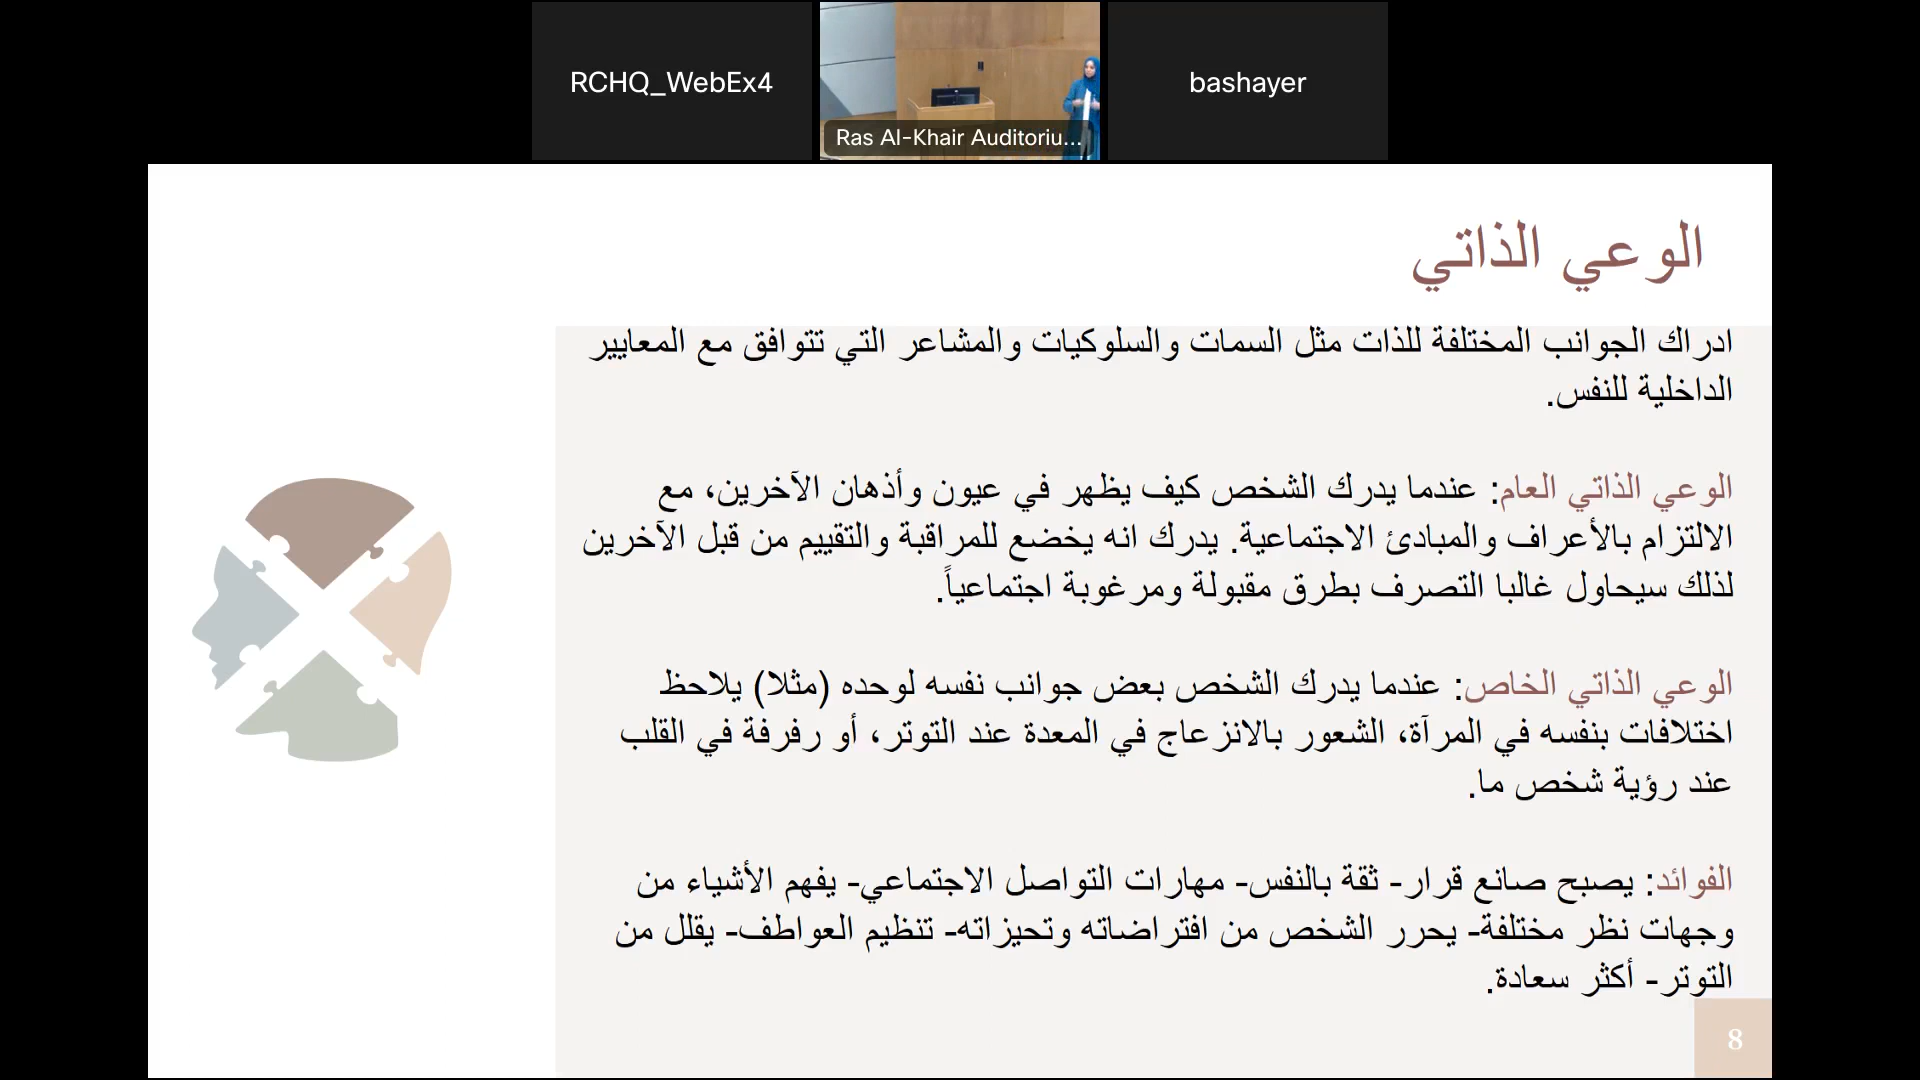 RCHQ_WebEx4
Ras Al-Khair Auditoriu...
bashayer
الوعي الذاتي
ادراك الجوانب المختلفة للذات مثل السمات والسلوكيات والمشاعر التي تتوافق مع المعايير
الداخلية للنفس.
الوعي الذاتي العام: عندما يدرك الشخص كيف يظهر في عيون وأذهان الآخرين، مع
الالتزام بالأعراف والمبادئ الاجتماعية. يدرك انه يخضع للمراقبة والتقييم من قبل الآخرين
لذلك سيحاول غالبا التصرف بطرق مقبولة ومرغوبة اجتماعياً.
الوعي الذاتي الخاص: عندما يدرك الشخص بعض جوانب نفسه لوحده (مثلا) يلاحظ
اختلافات بنفسه في المرآة، الشعور بالانزعاج في المعدة عند التوتر، أو رفرفة في القلب
عند رؤية شخص ما.
الفوائد: يصبح صانع قرار- ثقة بالنفس- مهارات التواصل الاجتماعي- يفهم الأشياء من
وجهات نظر مختلفة- يحرر الشخص من افتراضاته وتحيزاته- تنظيم العواطف- يقلل من
التوتر- أكثر سعادة.
8